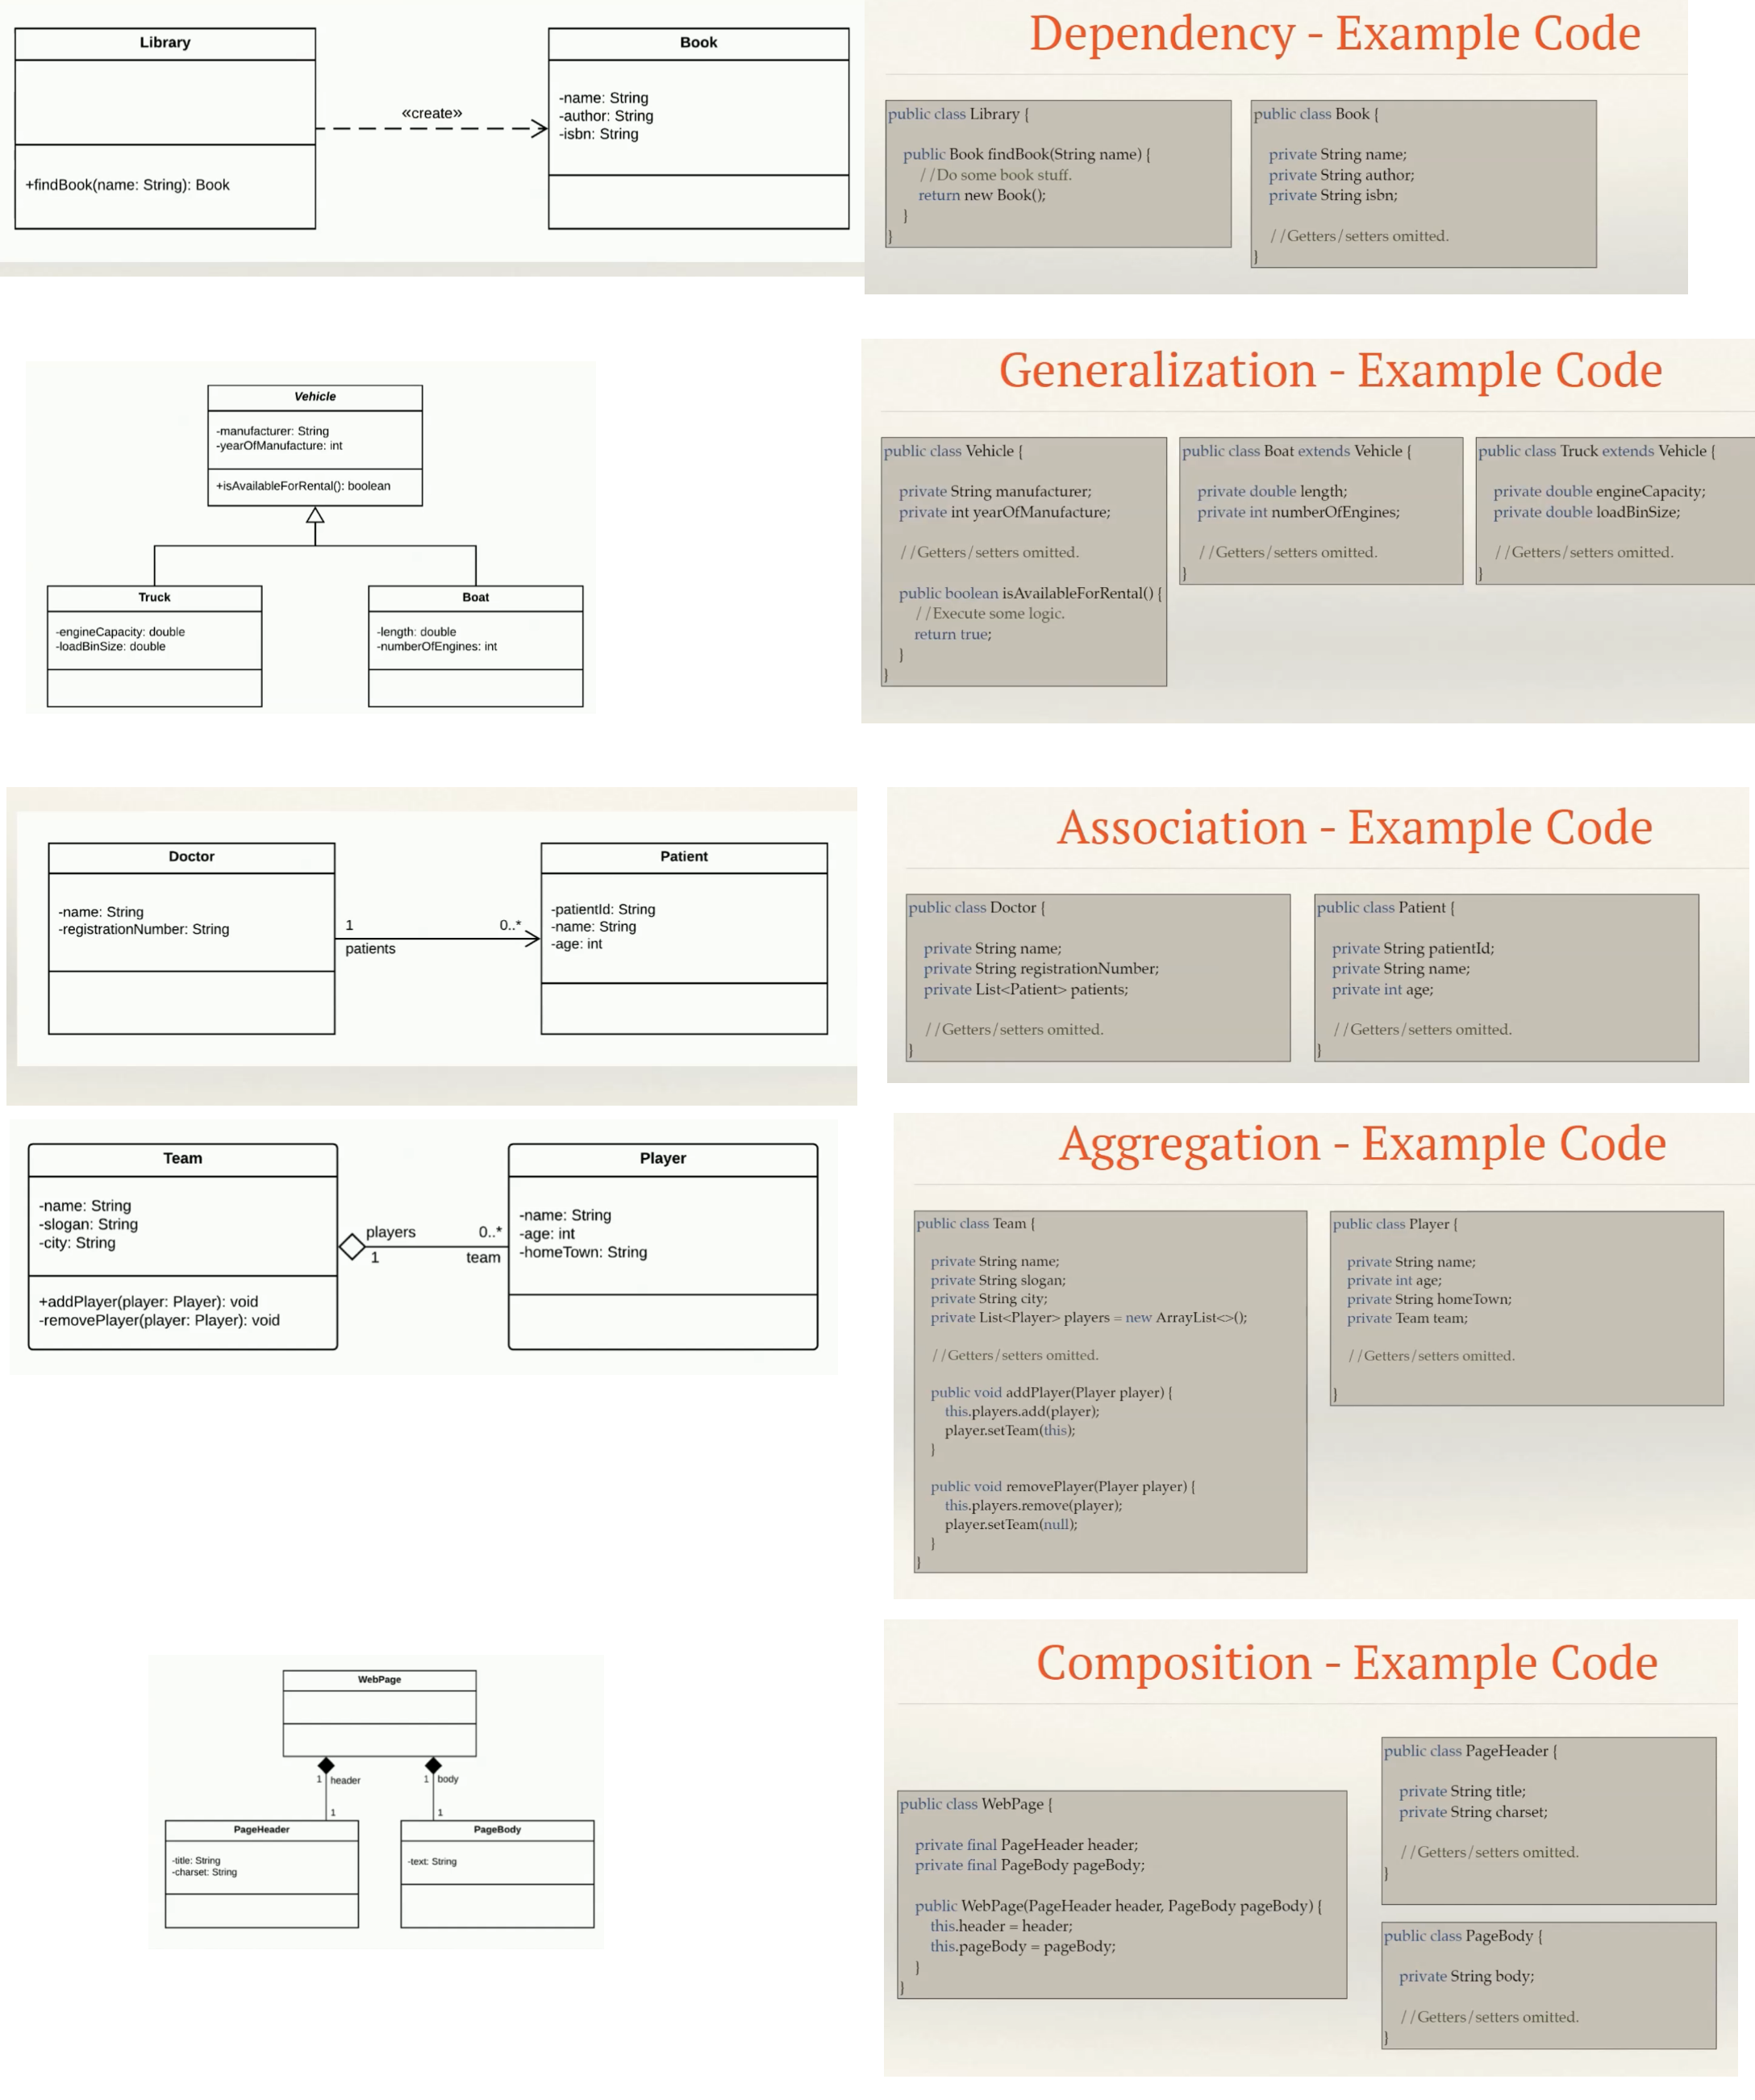 Library
«create»
+findBook(name: String): Book
Book
-name: String
-author: String
-isbn: String
Dependency - Example Code
public class Library {
public Book findBook(String name) {
//Do some book stuff.
return new Book();
}
}
public class Book {
private String name;
private String author;
private String isbn;
//Getters/setters omitted.
}
Vehicle
-manufacturer: String
-yearOfManufacture: int
+isAvailableForRental(): boolean
Truck
-engineCapacity: double
-loadBinSize: double
Boat
-length: double
-numberOfEngines: int
Generalization - Example Code
public class Vehicle {
private String manufacturer;
private int yearOfManufacture;
//Getters/setters omitted.
public boolean isAvailableForRental() {
//Execute some logic.
return true;
}
}
public class Boat extends Vehicle {
private double length;
private int numberOfEngines;
//Getters/setters omitted.
}
public class Truck extends Vehicle {
private double engineCapacity;
private double loadBinSize;
//Getters/setters omitted.
}
Doctor
-name: String
-registrationNumber: String
1
0..*
patients
Patient
-patientId: String
-name: String
-age: int
Association - Example Code
public class Doctor {
private String name;
private String registrationNumber;
private List<Patient> patients;
//Getters/setters omitted.
}
public class Patient {
private String patientId;
private String name;
private int age;
//Getters/setters omitted.
}
Team
-name: String
-slogan: String
-city: String
+addPlayer(player: Player): void
-removePlayer(player: Player): void
players
0..*
1
team
Player
-name: String
-age: int
-homeTown: String
Aggregation - Example Code
public class Team {
private String name;
private String slogan;
private String city;
private List<Player> players = new ArrayList<>();
//Getters/setters omitted.
public void addPlayer(Player player) {
this.players.add(player);
player.setTeam(this);
}
public void removePlayer(Player player) {
this.players.remove(player);
player.setTeam(null);
}
}
public class Player {
private String name;
private int age;
private String homeTown;
private Team team;
//Getters/setters omitted.
}
WebPage
1 header
1 body
1
1
PageHeader
-title: String
-charset: String
PageBody
-text: String
Composition - Example Code
public class WebPage {
private final PageHeader header;
private final PageBody pageBody;
public WebPage(PageHeader header, PageBody pageBody) {
this.header = header;
this.pageBody = pageBody;
}
}
public class PageHeader {
private String title;
private String charset;
//Getters/setters omitted.
}
public class PageBody {
private String body;
//Getters/setters omitted.
}